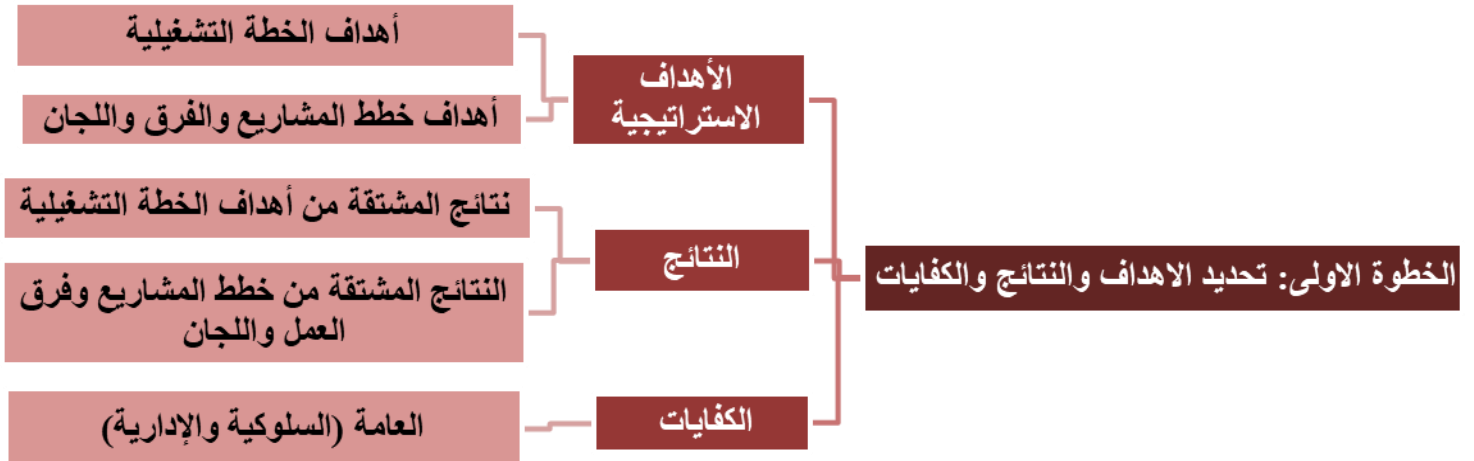 الخطوة الاولى: تحديد الاهداف والنتائج والكفايات
الأهداف
الاستراتيجية
أهداف الخطة التشغيلية
أهداف خطط المشاريع والفرق واللجان
النتائج
نتائج المشتقة من أهداف الخطة التشغيلية
النتائج المشتقة من خطط المشاريع وفرق
العمل واللجان
الكفايات
العامة (السلوكية والإدارية)